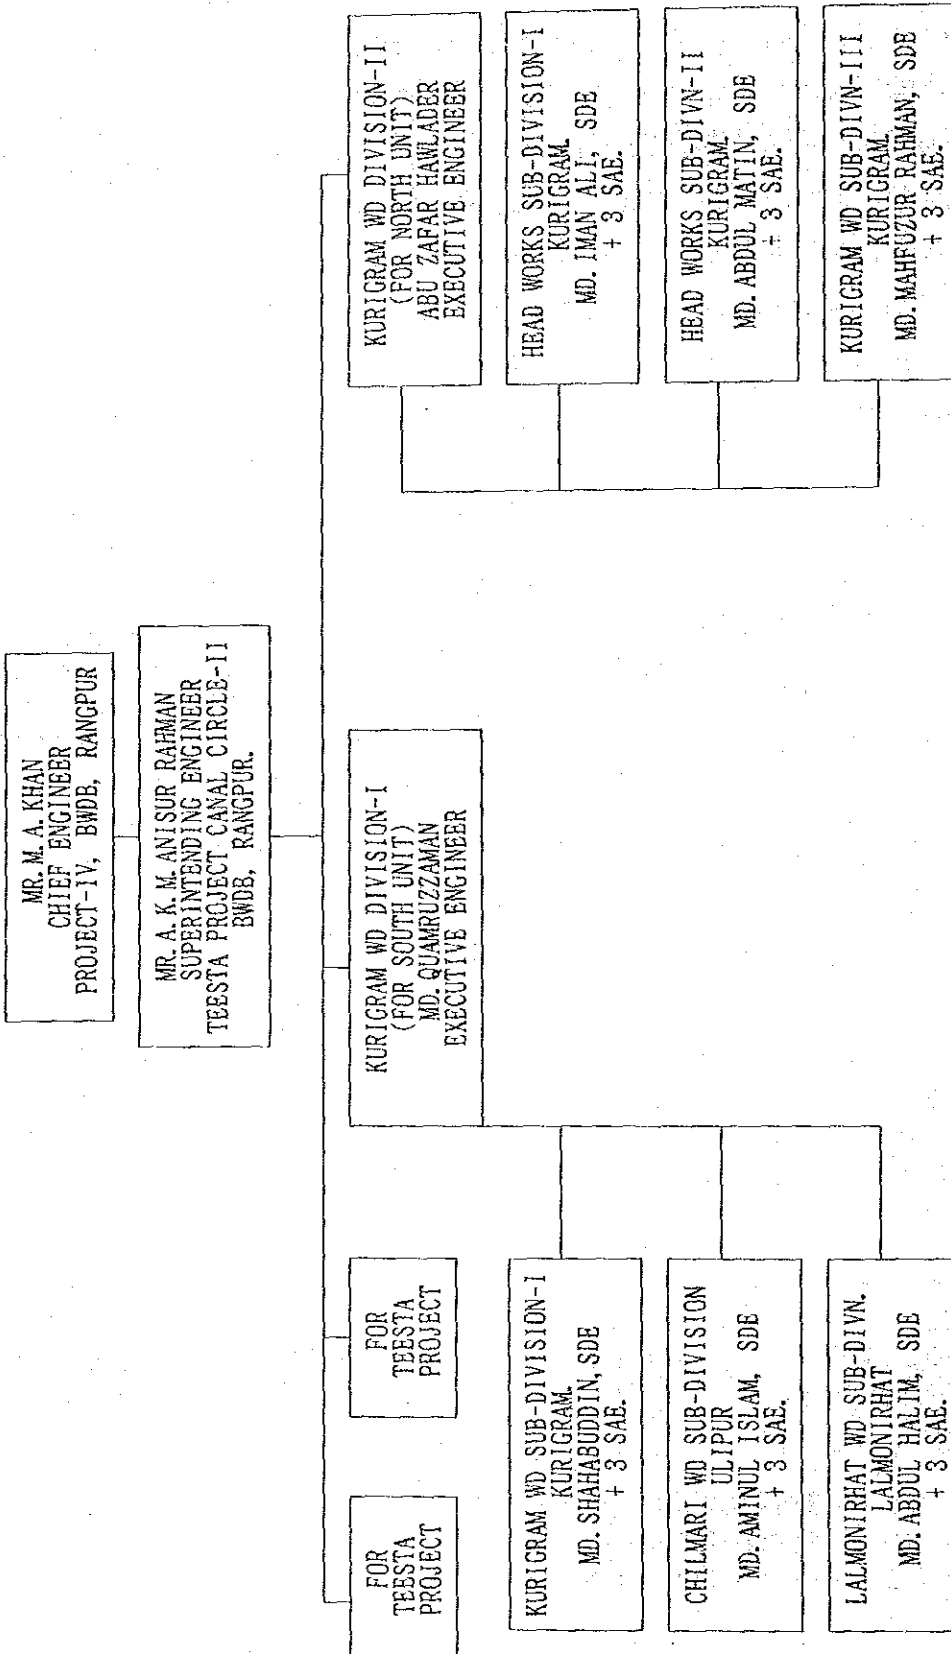 MR. M. A. KHAN
CHIEF ENGINEER
PROJECT-IV, BWDB, RANGPUR
MR. A. K. M. ANISUR RAHMAN
SUPERINTENDING ENGINEER
TEESTA PROJECT CANAL CIRCLE-II
BWDB, RANGPUR.
FOR
TEESTA
PROJECT
FOR
TEESTA
PROJECT
KURIGRAM WD DIVISION-I
(FOR SOUTH UNIT)
MD. QUAMRUZZAMAN
EXECUTIVE ENGINEER
KURIGRAM WD DIVISION-II
(FOR NORTH UNIT)
ABU ZAFAR HAWLADER
EXECUTIVE ENGINEER
KURIGRAM WD SUB-DIVISION-I
KURIGRAM.
MD. SHAHABUDDIN, SDE
+ 3 SAE.
CHILMARI WD SUB-DIVISION
ULIPUR
MD. AMINUL ISLAM, SDE
+ 3 SAE.
LALMONIRHAT WD SUB-DIVN.
LALMONIRHAT
MD. ABDUL HALIM, SDE
+ 3 SAE.
HEAD WORKS SUB-DIVISION-I
KURIGRAM.
MD. IMAN ALI, SDE
+ 3 SAE.
HEAD WORKS SUB-DIVN-II
KURIGRAM.
MD. ABDUL MATIN, SDE
+ 3 SAE.
KURIGRAM WD SUB-DIVN-III
KURIGRAM.
MD. MAHFUZUR RAHMAN, SDE
+ 3 SAE.